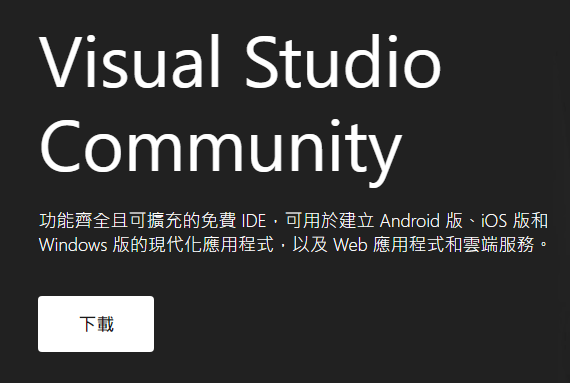 Visual Studio
Community
功能齊全且可擴充的免費 IDE，可用於建立 Android 版、iOS 版和
Windows 版的現代化應用程式，以及 Web 應用程式和雲端服務。
下載